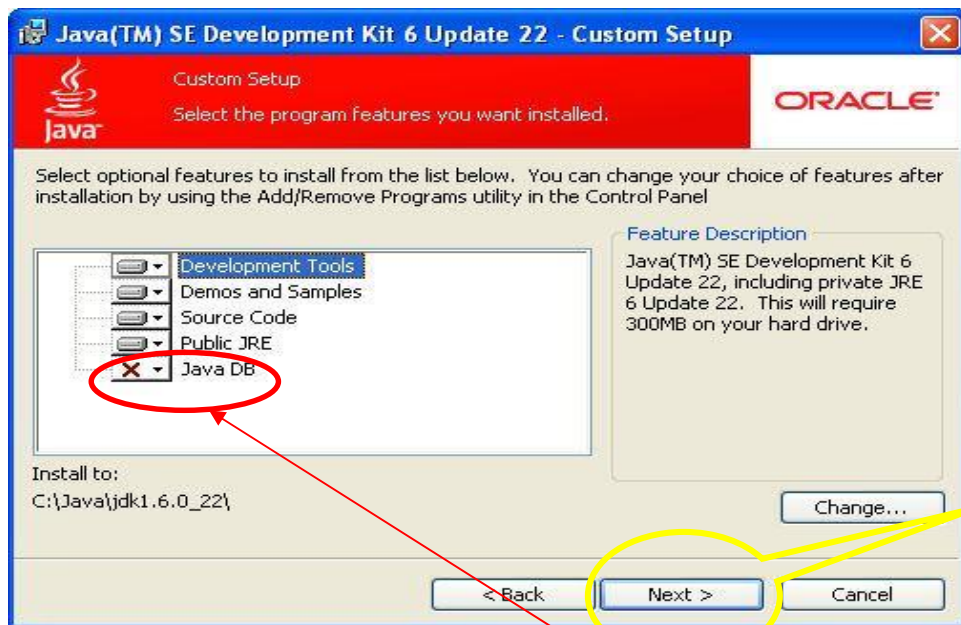 Java(TM) SE Development Kit 6 Update 22 - Custom Setup
Java
Custom Setup
Select the program features you want installed.
ORACLE
Select optional features to install from the list below. You can change your choice of features after
installation by using the Add/Remove Programs utility in the Control Panel
Development Tools
Demos and Samples
Source Code
Public JRE
Java DB
Feature Description
Java(TM) SE Development Kit 6
Update 22, including private JRE
6 Update 22. This will require
300MB on your hard drive.
Install to:
C:\Java\jdk1.6.0_22\
Change...
< Back
Next >
Cancel